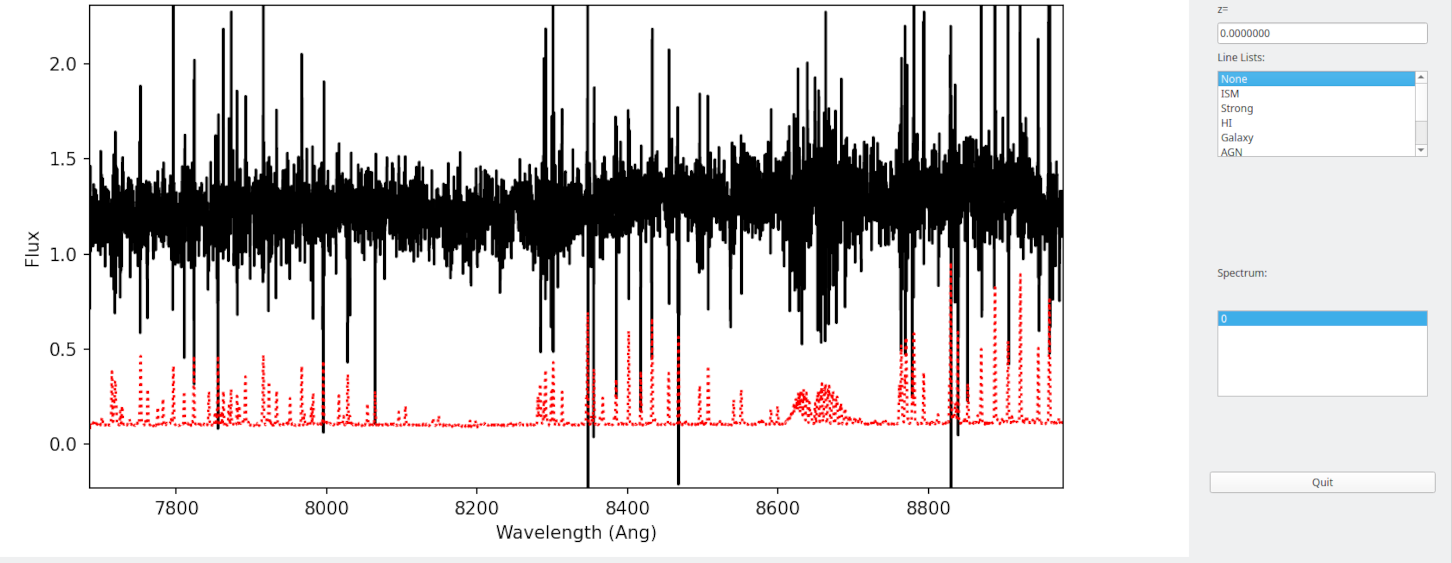 z=
0.0000000
Line Lists:
None
ISM
Strong
HI
Galaxy
AGN
Spectrum:
0
Quit
Flux
2.0
1.5
1.0
0.5
0.0
7800 8000 8200 8400 8600 8800
Wavelength (Ang)